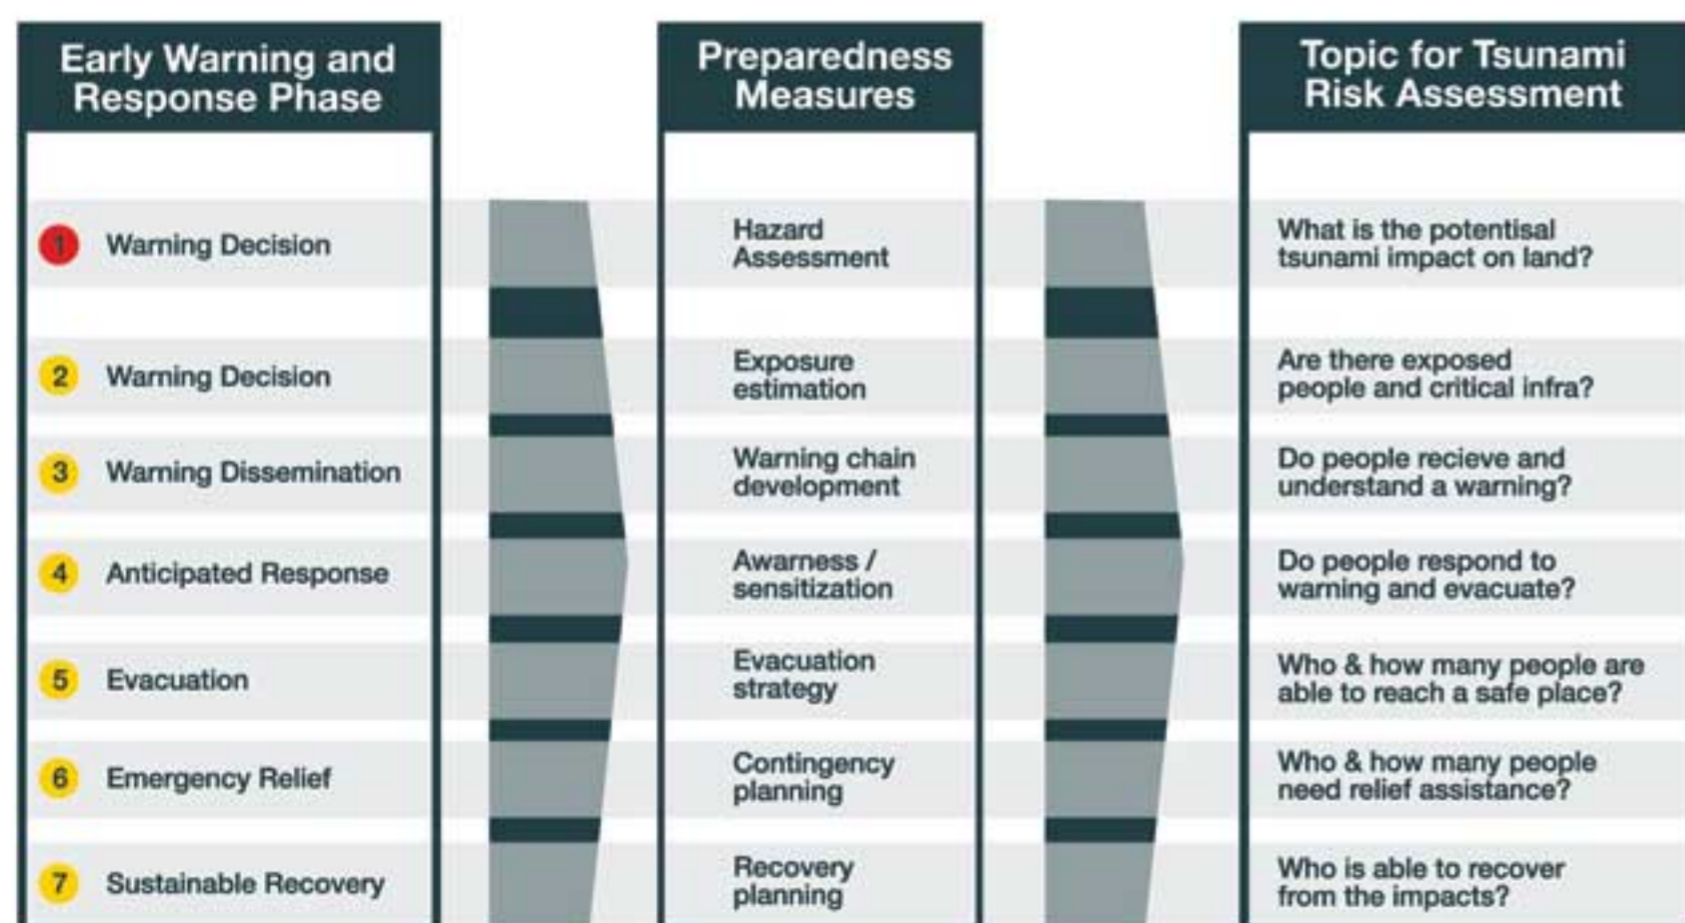 Early Warning and
Response Phase
Preparedness
Measures
Topic for Tsunami
Risk Assessment
1 Warning Decision
Hazard
Assessment
What is the potentisal
tsunami impact on land?
2 Warning Decision
Exposure
estimation
Are there exposed
people and critical infra?
3 Warning Dissemination
Warning chain
development
Do people recieve and
understand a warning?
4 Anticipated Response
Awarness /
sensitization
Do people respond to
warning and evacuate?
5 Evacuation
Evacuation
strategy
Who & how many people are
able to reach a safe place?
6 Emergency Relief
Contingency
planning
Who & how many people
need relief assistance?
7 Sustainable Recovery
Recovery
planning
Who is able to recover
from the impacts?